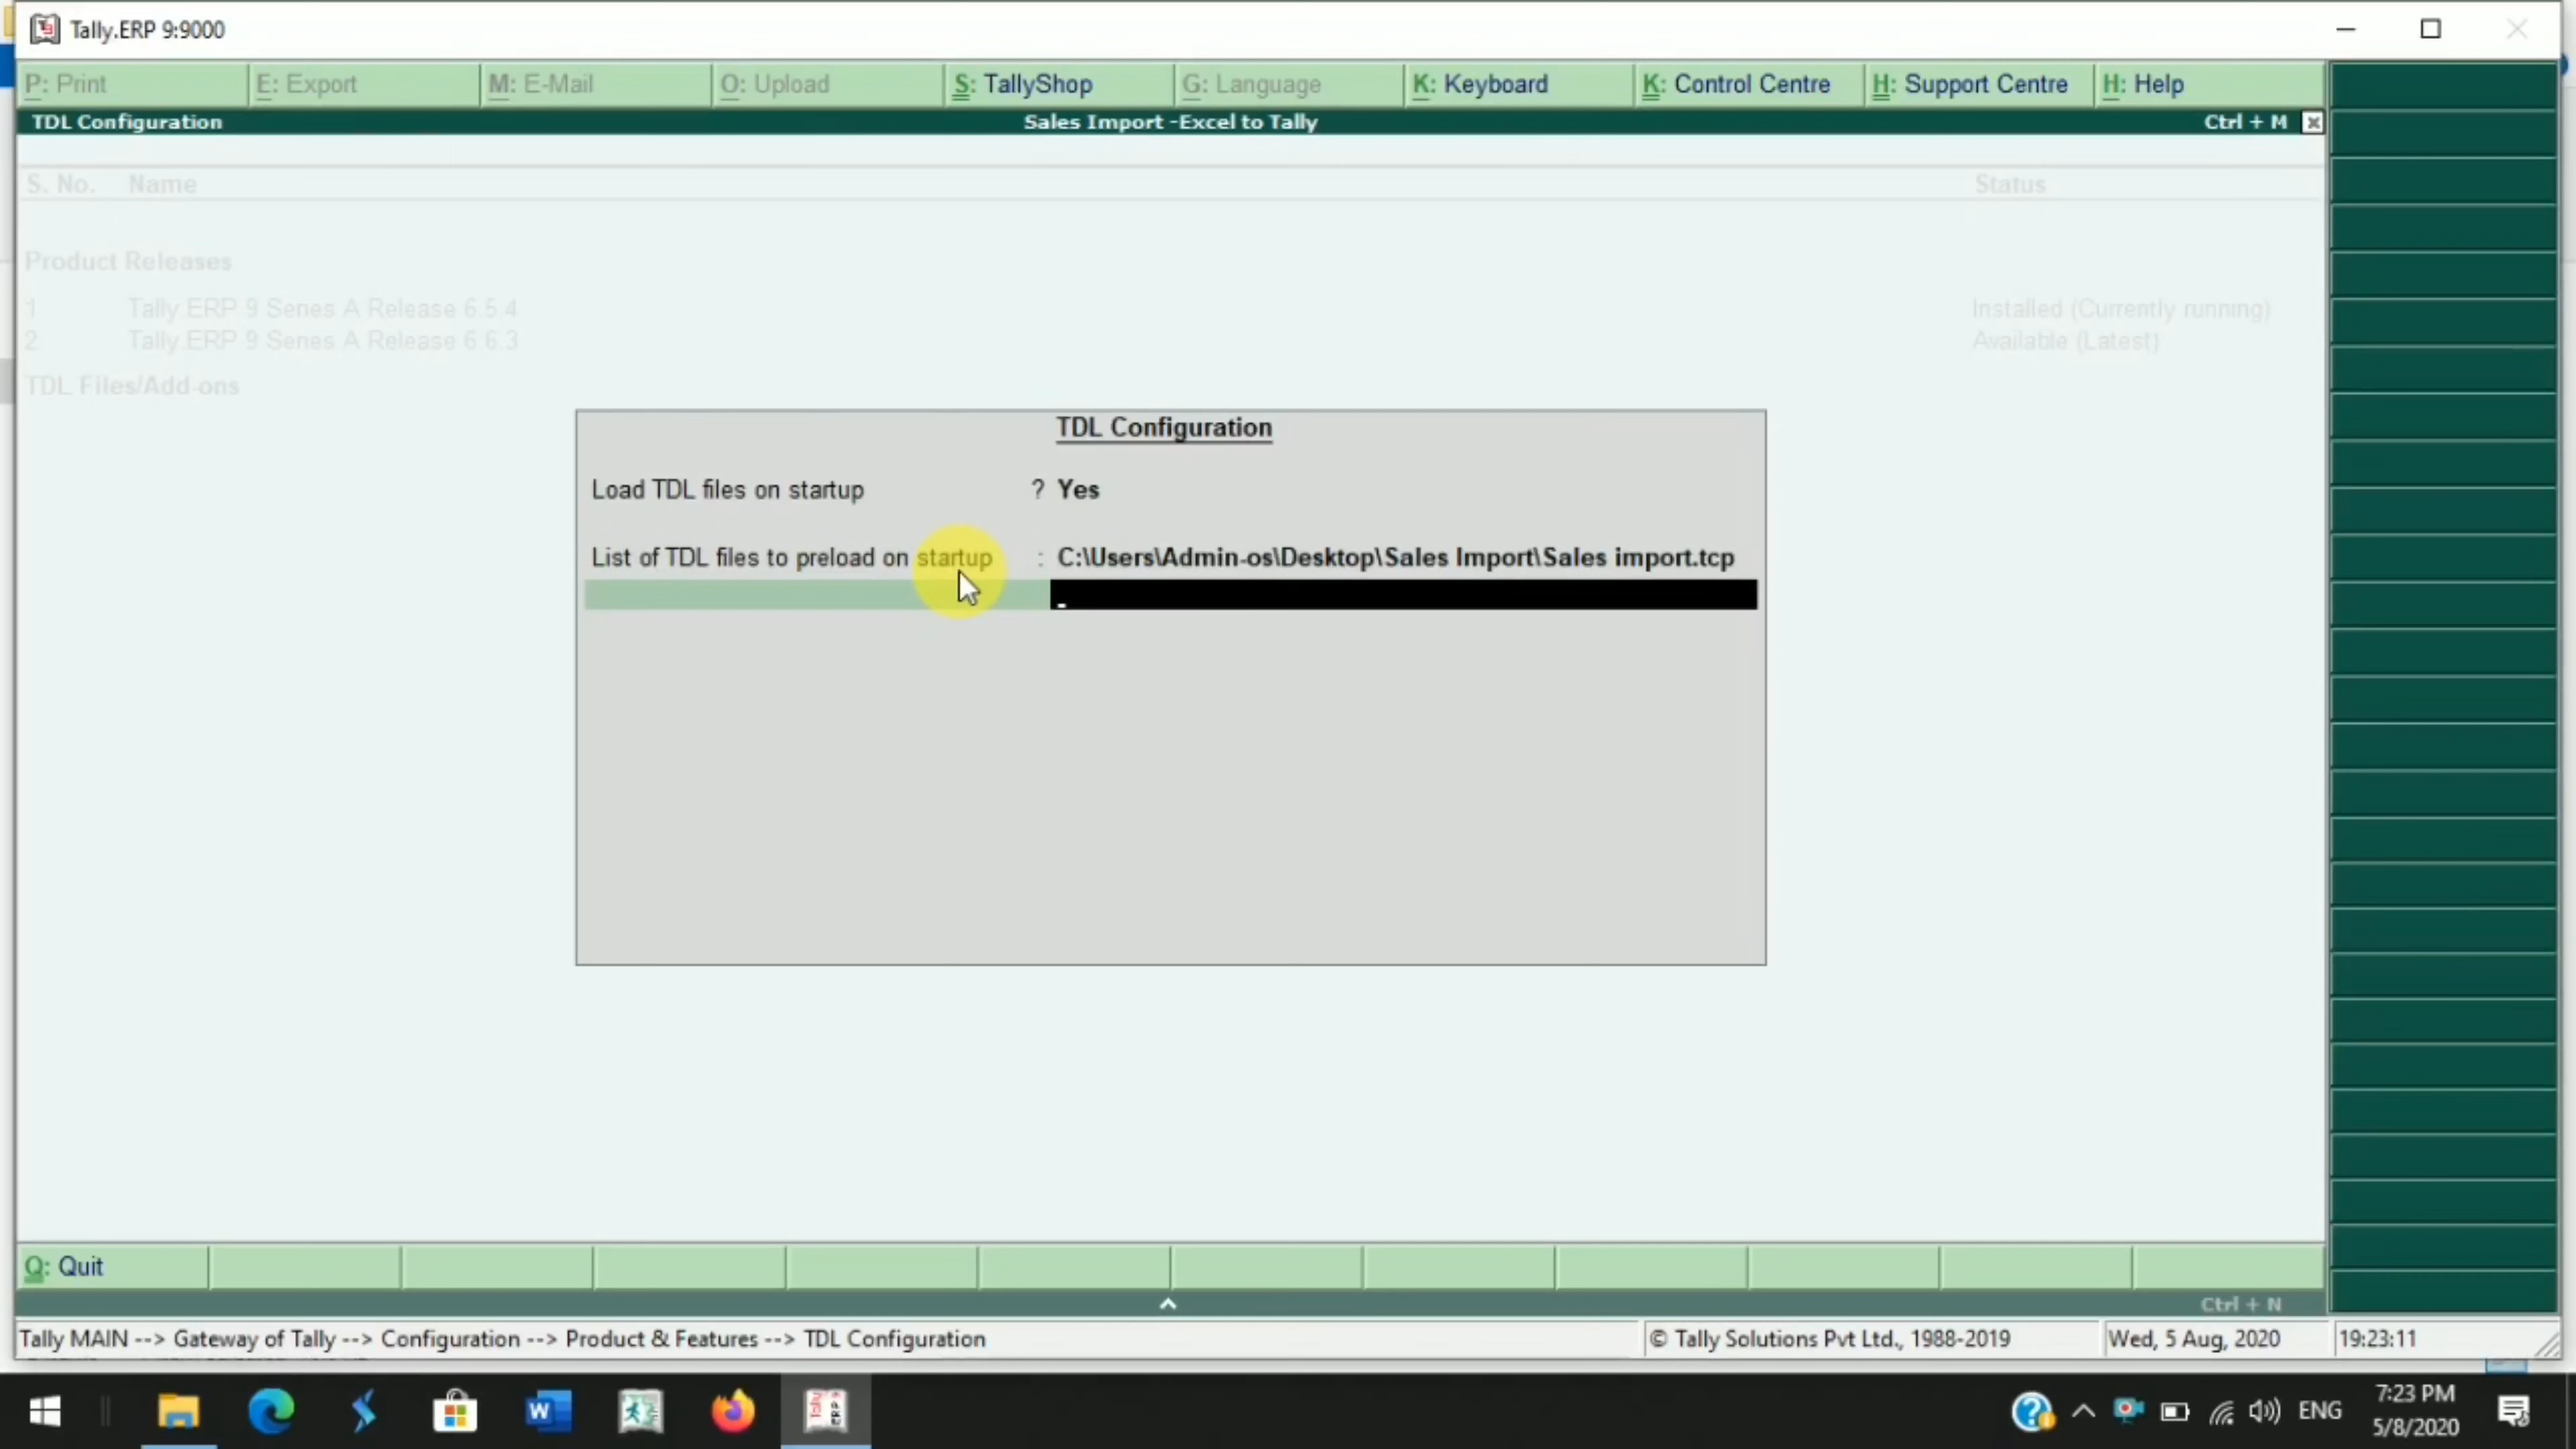 Tally.ERP 9:9000
P: Print E: Export M: E-Mail O: Upload S: TallyShop G: Language K: Keyboard K: Control Centre H: Support Centre H: Help
TDL Configuration Sales Import -Excel to Tally Ctrl + M
S. No. Name Status
Product Releases
1 Tally.ERP 9 Series A Release 6.5.4 Installed (Currently running)
2 Tally.ERP 9 Series A Release 6.6.3 Available (Latest)
TDL Files/Add-ons
TDL Configuration
Load TDL files on startup ? Yes
List of TDL files to preload on startup : C:\Users\Admin-os\Desktop\Sales Import\Sales import.tcp
Q: Quit
Ctrl + N
Tally MAIN --> Gateway of Tally --> Configuration --> Product & Features --> TDL Configuration © Tally Solutions Pvt Ltd., 1988-2019 Wed, 5 Aug, 2020 19:23:11
ENG 7:23 PM
5/8/2020